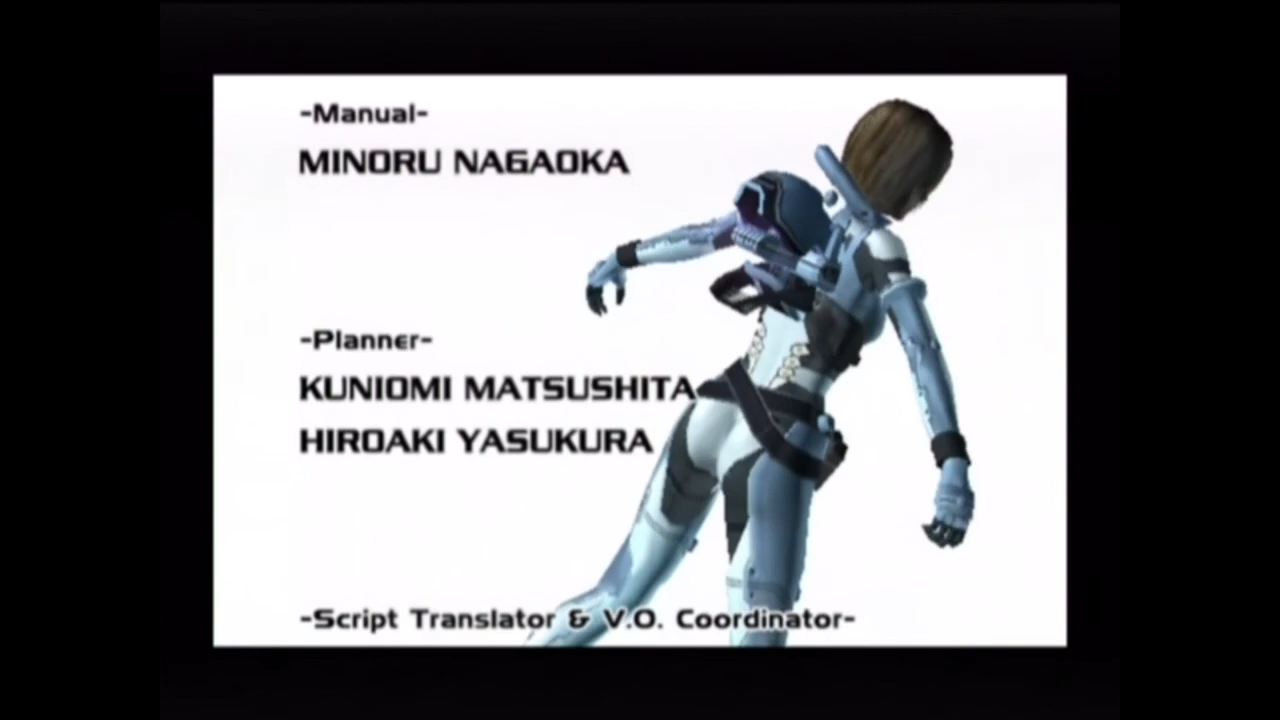 -Manual-
MINORU NAGAOKA
-Planner-
KUNIOMI MATSUSHITA
HIROAKI YASUKURA
-Script Translator & V.O. Coordinator-